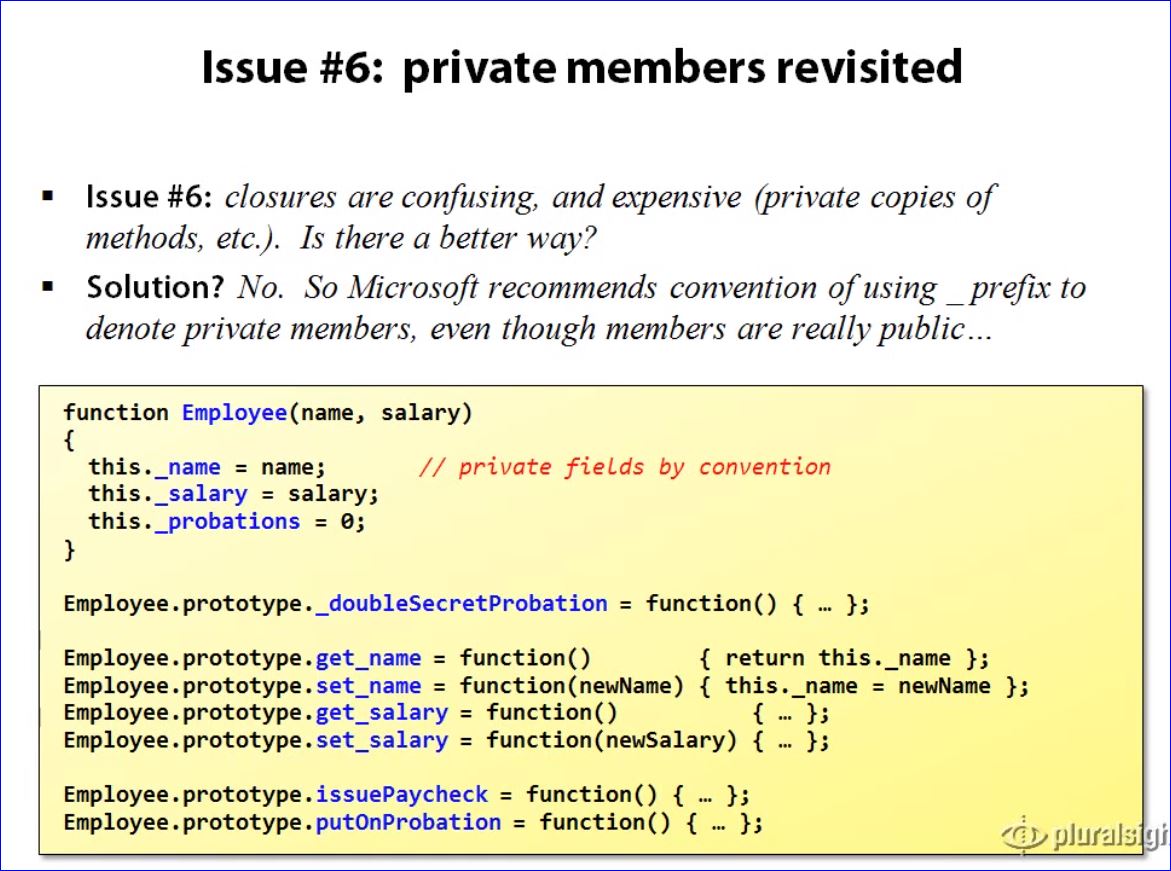 Issue #6:  private members revisited
▪ Issue #6: closures are confusing, and expensive (private copies of
methods, etc.).  Is there a better way?
▪ Solution? No.  So Microsoft recommends convention of using _ prefix to
denote private members, even though members are really public…
function Employee(name, salary)
{
  this._name = name;       // private fields by convention
  this._salary = salary;
  this._probations = 0;
}
Employee.prototype._doubleSecretProbation = function() { … };
Employee.prototype.get_name = function()        { return this._name };
Employee.prototype.set_name = function(newName) { this._name = newName };
Employee.prototype.get_salary = function()          { … };
Employee.prototype.set_salary = function(newSalary) { … };
Employee.prototype.issuePaycheck = function() { … };
Employee.prototype.putOnProbation = function() { … };
pluralsigh